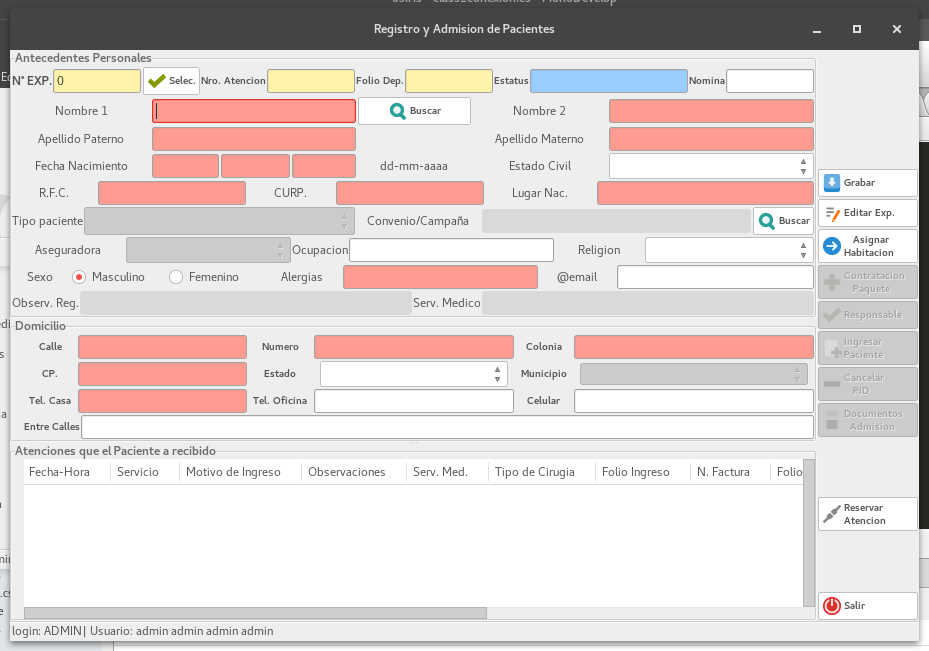 Registro y Admision de Pacientes
Antecedentes Personales
N° EXP. 0 Selec. Nro. Atencion Folio Dep. Estatus Nomina
Nombre 1 Buscar Nombre 2
Apellido Paterno Apellido Materno
Fecha Nacimiento dd-mm-aaaa Estado Civil
R.F.C. CURP. Lugar Nac.
Tipo paciente Convenio/Campaña Buscar
Aseguradora Ocupacion Religion
Sexo Masculino Femenino Alergias @email
Observ. Reg. Serv. Medico
Domicilio
Calle Numero Colonia
CP. Estado Municipio
Tel. Casa Tel. Oficina Celular
Entre Calles
Atenciones que el Paciente a recibido
Fecha-Hora Servicio Motivo de Ingreso Observaciones Serv. Med. Tipo de Cirugia Folio Ingreso N. Factura Folio
Grabar
Editar Exp.
Asignar
Habitacion
Contratacion
Paquete
Responsable
Ingresar
Paciente
Cancelar
PID
Documentos
Admision
Reservar
Atencion
Salir
login: ADMIN| Usuario: admin admin admin admin